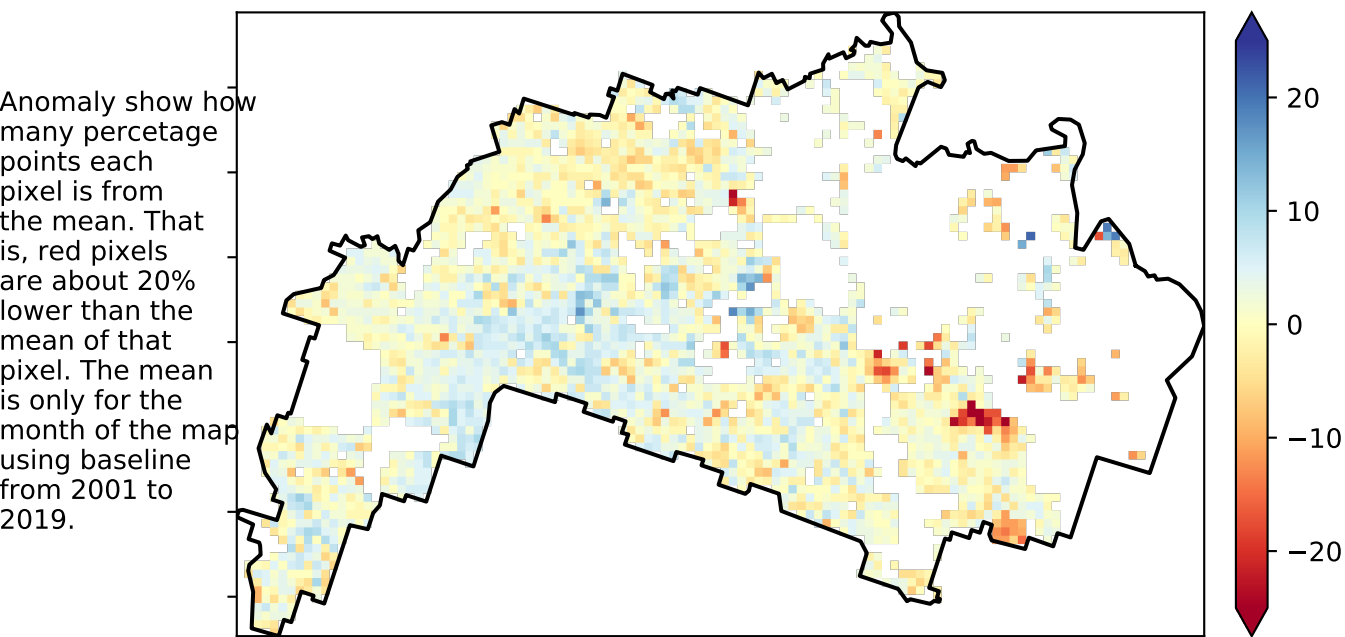 Anomaly show how
many percetage
points each
pixel is from
the mean. That
is, red pixels
are about 20%
lower than the
mean of that
pixel. The mean
is only for the
month of the map
using baseline
from 2001 to
2019.
20
10
0
−10
−20